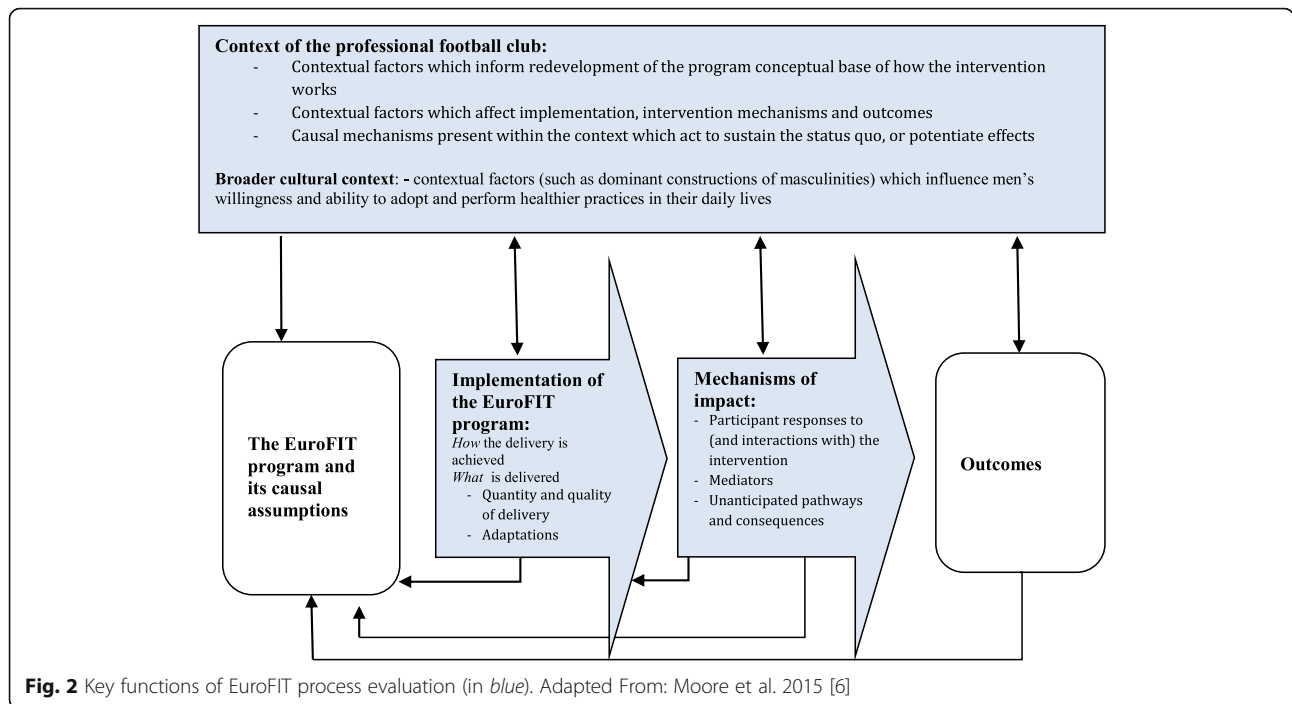 Context of the professional football club:
- Contextual factors which inform redevelopment of the program conceptual base of how the intervention
works
- Contextual factors which affect implementation, intervention mechanisms and outcomes
- Causal mechanisms present within the context which act to sustain the status quo, or potentiate effects
Broader cultural context: - contextual factors (such as dominant constructions of masculinities) which influence men's
willingness and ability to adopt and perform healthier practices in their daily lives
The EuroFIT
program and
its causal
assumptions
Implementation of
the EuroFIT
program:
How the delivery is
achieved
What is delivered
- Quantity and quality
of delivery
- Adaptations
Mechanisms of
impact:
- Participant responses to
(and interactions with) the
intervention
- Mediators
- Unanticipated pathways
and consequences
Outcomes
Fig. 2 Key functions of EuroFIT process evaluation (in blue). Adapted From: Moore et al. 2015 [6]